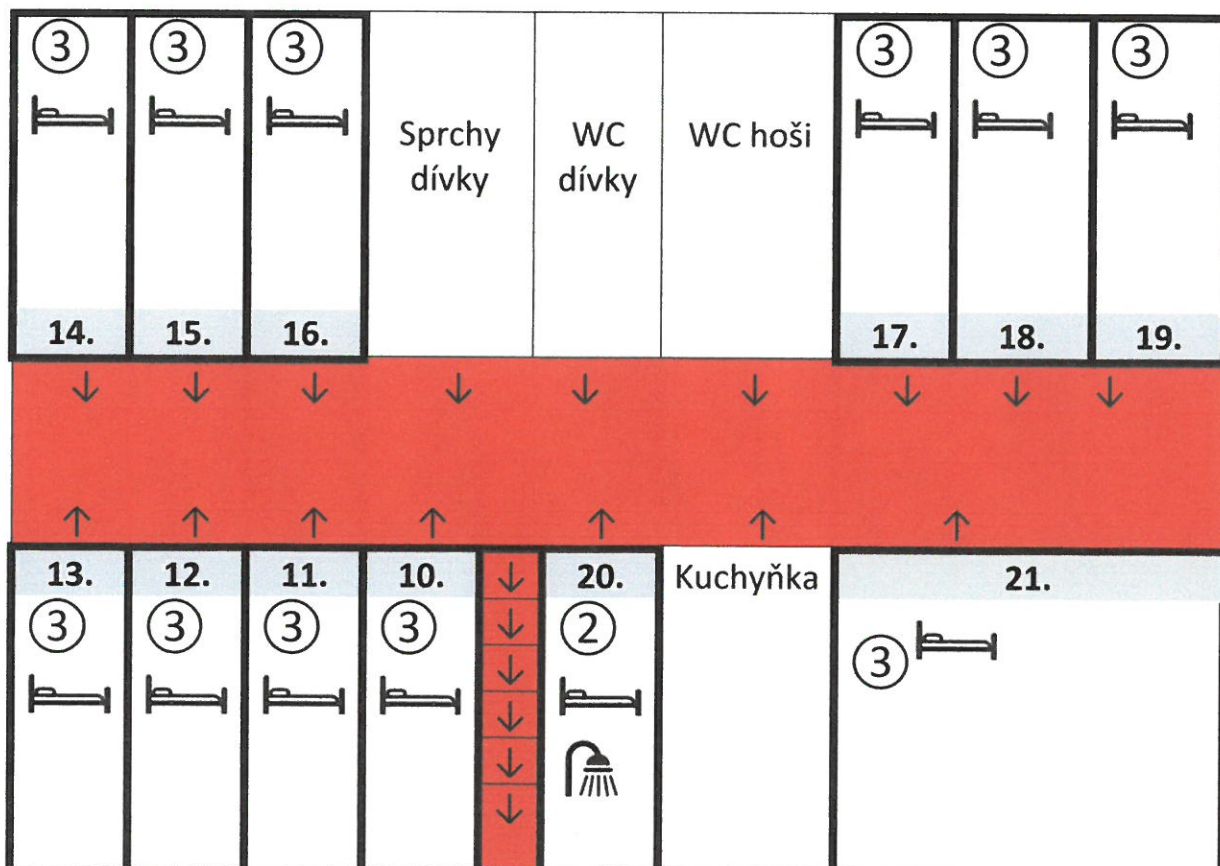 3 3 3 3 3 3
Sprchy
dívky
WC
dívky
WC hoši
14. 15. 16. 17. 18. 19.
13. 12. 11. 10. 20. Kuchyňka 21.
3 3 3 3 2 3